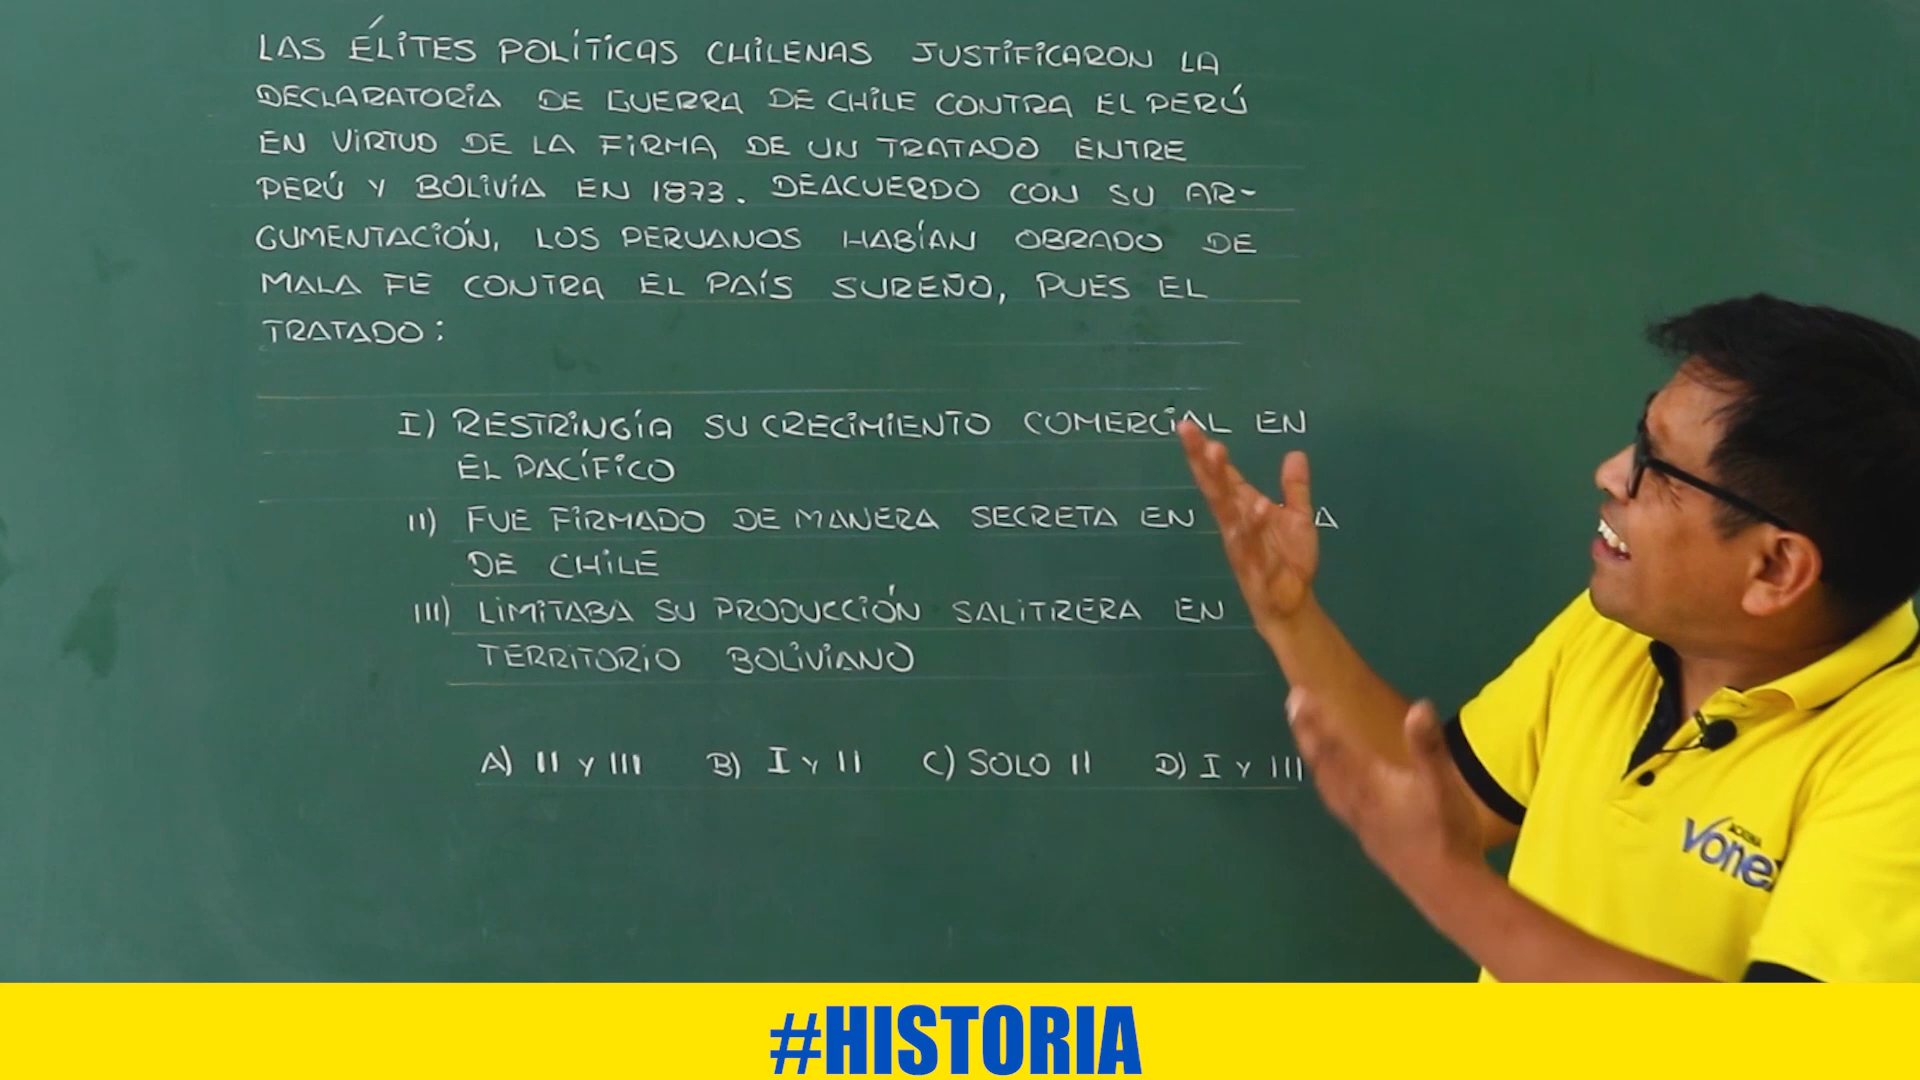 LAS ÉLITES POLÍTICAS CHILENAS JUSTIFICARON LA
DECLARATORIA DE GUERRA DE CHILE CONTRA EL PERÚ
EN VIRTUD DE LA FIRMA DE UN TRATADO ENTRE
PERÚ Y BOLIVÍA EN 1873. DEACUERDO CON SU AR-
GUMENTACIÓN, LOS PERUANOS HABÍAN OBRADO DE
MALA FE CONTRA EL PAÍS SUREÑO, PUES EL
TRATADO:
I) RESTRINGÍA SU CRECIMIENTO COMERCIAL EN
EL PACÍFICO
II) FUE FIRMADO DE MANERA SECRETA EN A
DE CHILE
III) LIMITABA SU PRODUCCIÓN SALITRERA EN
TERRITORIO BOLIVIANO
A) II Y III B) I Y II C) SOLO II D) I Y III
ACADEMIA
Vonex
#HISTORIA